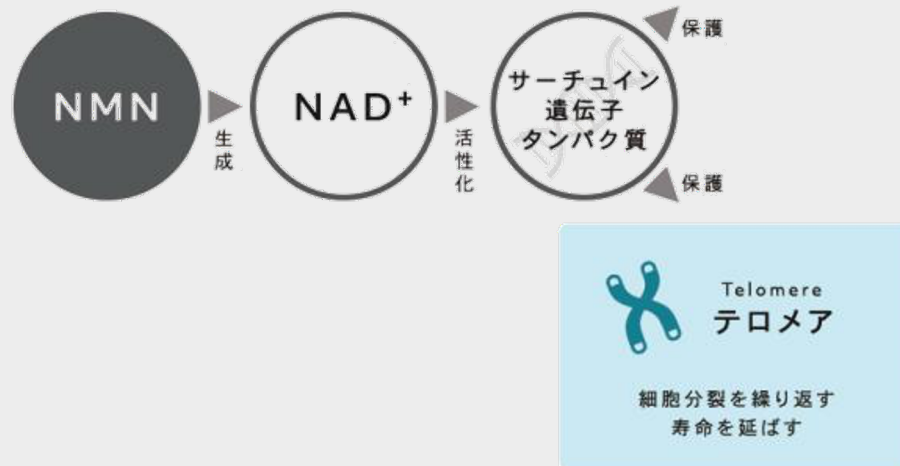 NMN
生成
NAD+
活性化
サーチュイン
遺伝子
タンパク質
保護
保護
Telomere
テロメア
細胞分裂を繰り返す
寿命を延ばす